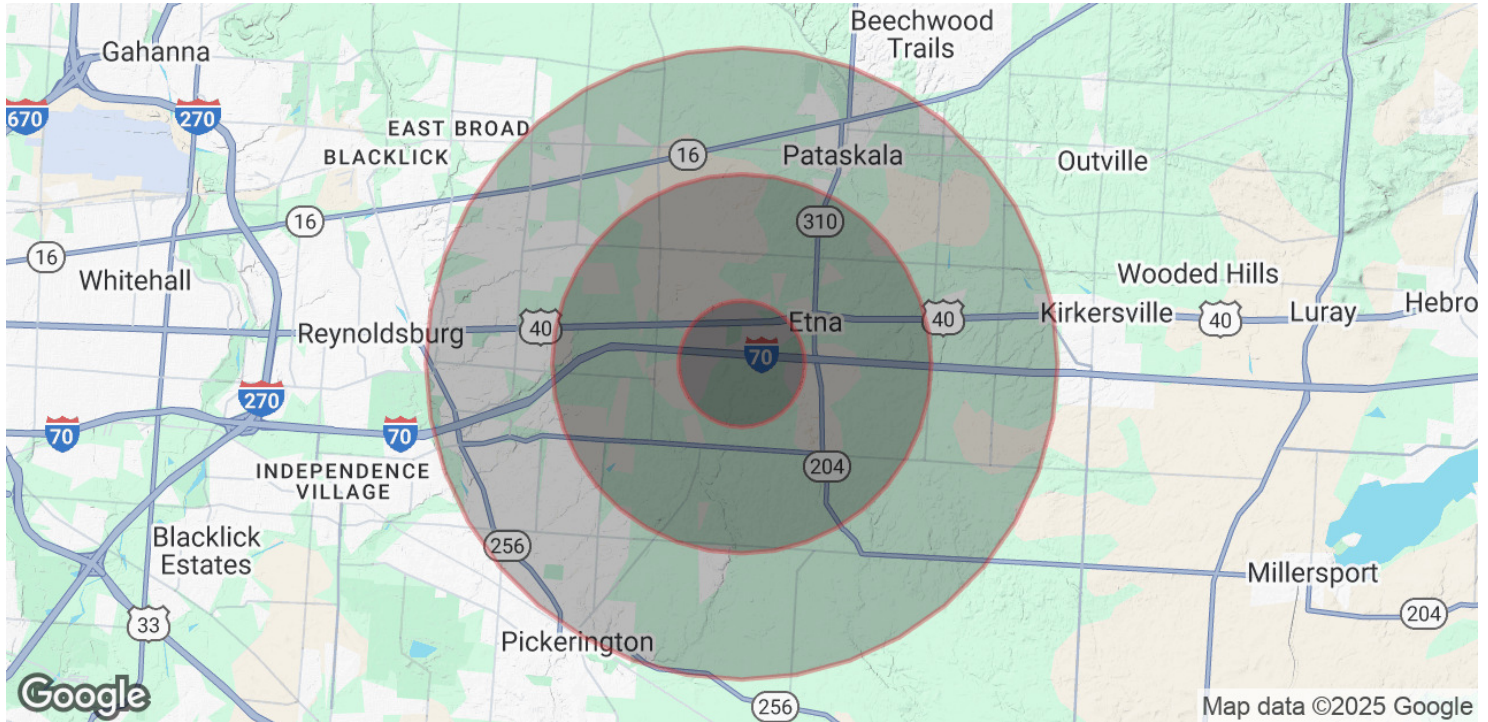 Beechwood
Trails
Gahanna
670
270
EAST BROAD
BLACKLICK
16
Pataskala
Outville
16
310
16
Whitehall
Wooded Hills
Reynoldsburg
40
Etna
40
Kirkersville
40
Luray
Hebro
70
270
70
70
INDEPENDENCE
VILLAGE
204
Blacklick
Estates
256
Millersport
33
204
Pickerington
256
Google
Map data ©2025 Google